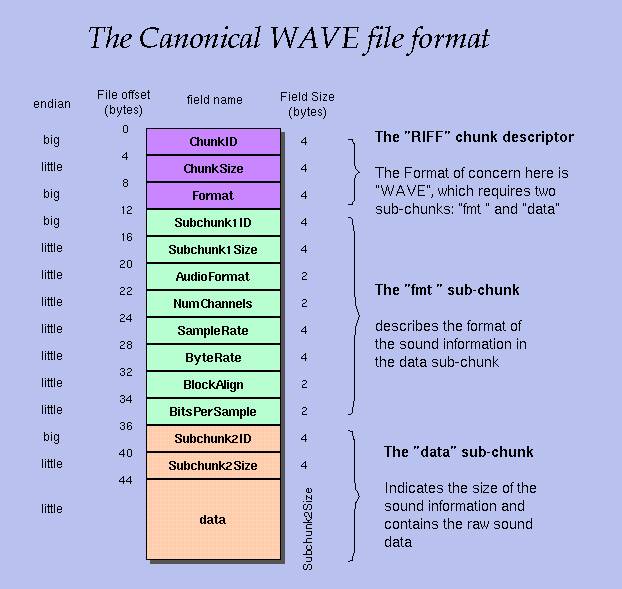 The Canonical WAVE file format
endian
File offset
(bytes)
field name
Field Size
(bytes)
0
big
ChunkID
4
4
little
ChunkSize
4
8
big
Format
4
12
big
Subchunk1ID
4
16
little
Subchunk1Size
4
20
little
AudioFormat
2
22
little
NumChannels
2
24
little
SampleRate
4
28
little
ByteRate
4
32
little
BlockAlign
2
34
little
BitsPerSample
2
36
big
Subchunk2ID
4
40
little
Subchunk2Size
4
44
little
data
Subchunk2Size
The "RIFF" chunk descriptor
The Format of concern here is
"WAVE", which requires two
sub-chunks: "fmt " and "data"
The "fmt " sub-chunk
describes the format of
the sound information in
the data sub-chunk
The "data" sub-chunk
Indicates the size of the
sound information and
contains the raw sound
data